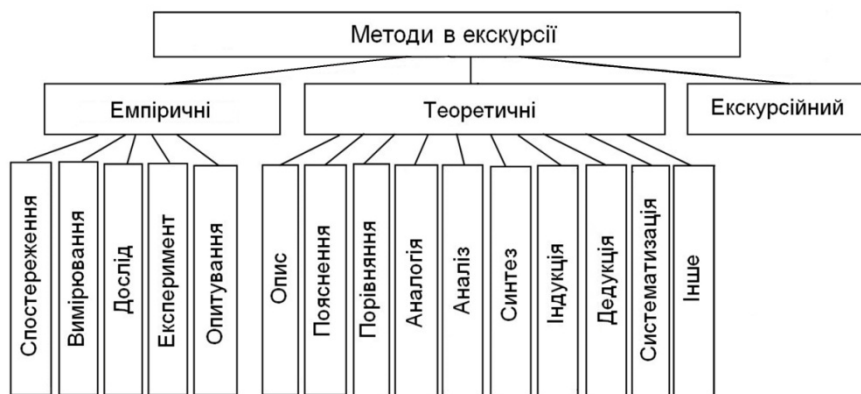 Методи в екскурсії
Емпіричні
Теоретичні
Екскурсійний
Спостереження
Вимірювання
Дослід
Експеримент
Опитування
Опис
Пояснення
Порівняння
Аналогія
Аналіз
Синтез
Індукція
Дедукція
Систематизація
Інше